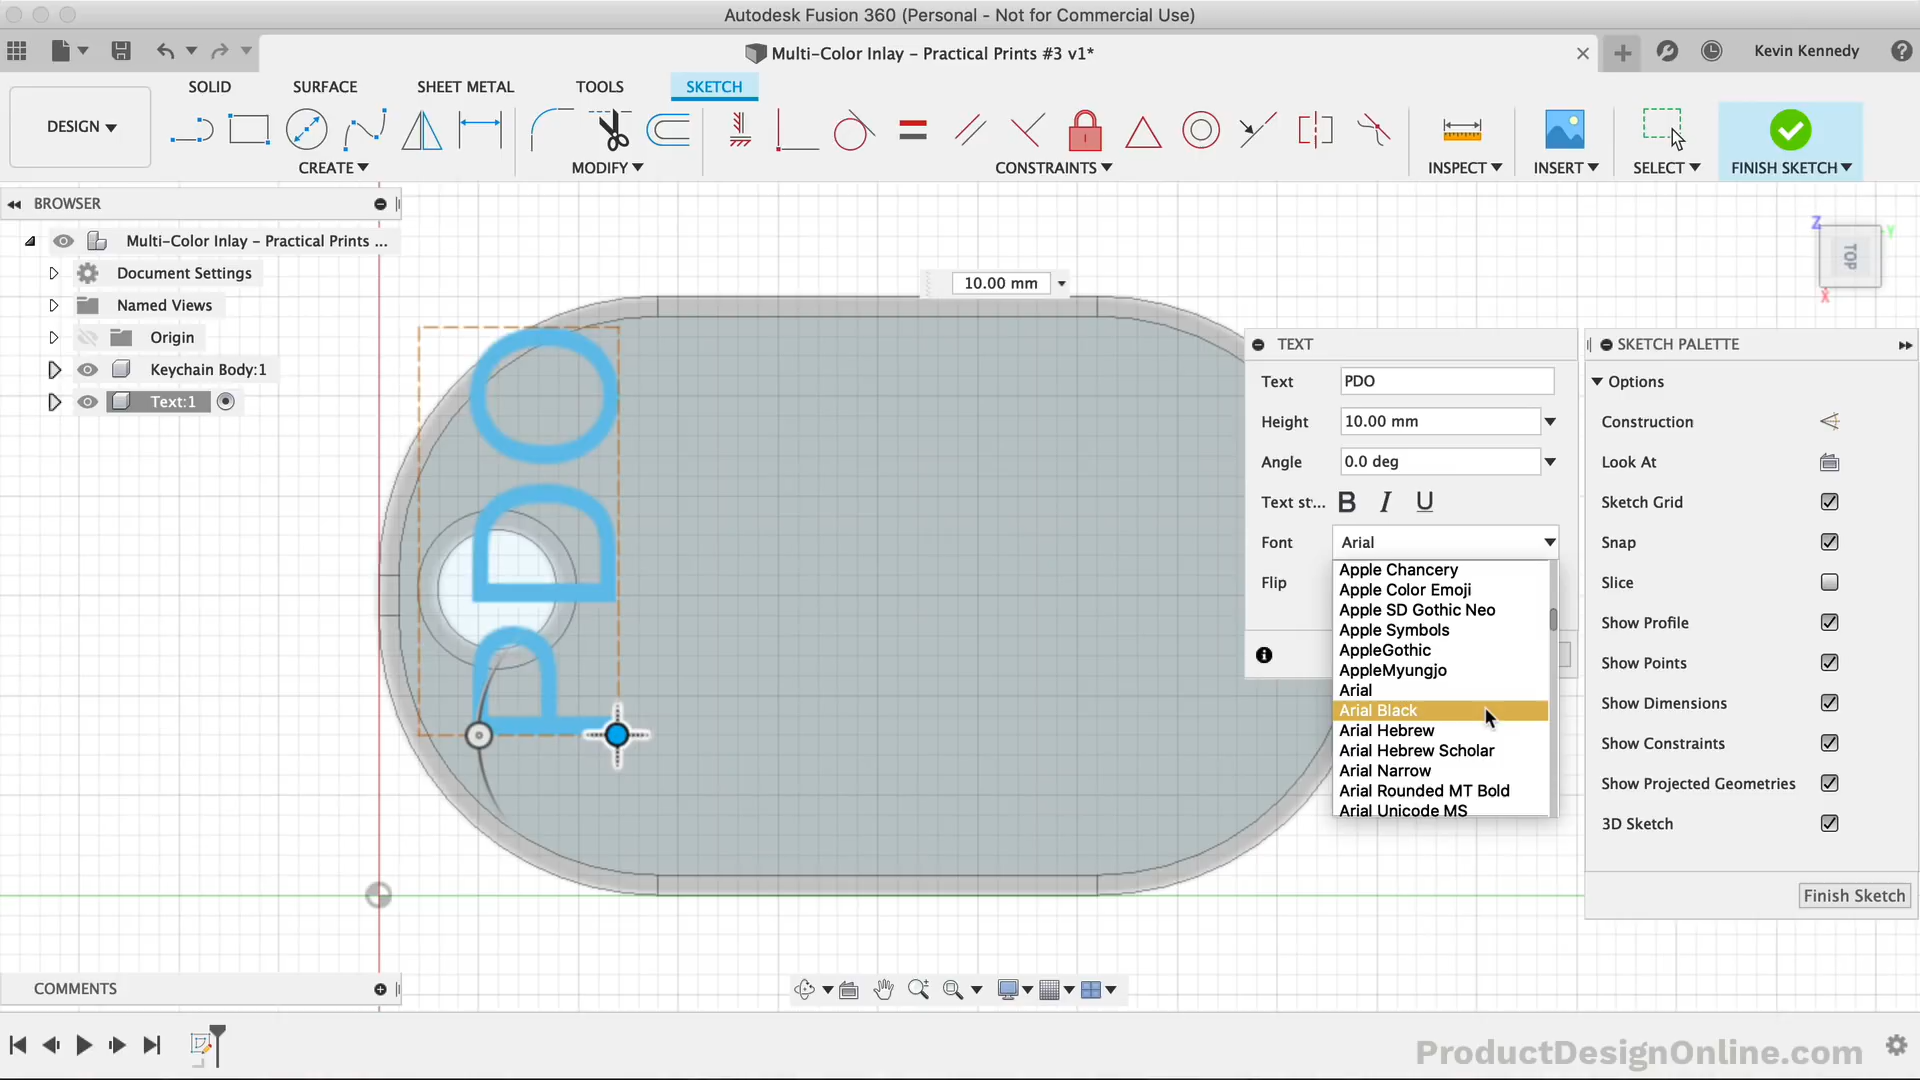 Autodesk Fusion 360 (Personal - Not for Commercial Use)
Multi-Color Inlay - Practical Prints #3 v1*
Kevin Kennedy
SOLID
SURFACE
SHEET METAL
TOOLS
SKETCH
DESIGN
CREATE
MODIFY
CONSTRAINTS
INSPECT
INSERT
SELECT
FINISH SKETCH
BROWSER
Multi-Color Inlay - Practical Prints ...
Document Settings
Named Views
Origin
Keychain Body:1
Text:1
10.00 mm
PDO
Z
Y
TOP
X
TEXT
Text
PDO
Height
10.00 mm
Angle
0.0 deg
Text st...
B I U
Font
Arial
Flip
Apple Chancery
Apple Color Emoji
Apple SD Gothic Neo
Apple Symbols
AppleGothic
AppleMyungjo
Arial
Arial Black
Arial Hebrew
Arial Hebrew Scholar
Arial Narrow
Arial Rounded MT Bold
Arial Unicode MS
SKETCH PALETTE
Options
Construction
Look At
Sketch Grid
Snap
Slice
Show Profile
Show Points
Show Dimensions
Show Constraints
Show Projected Geometries
3D Sketch
Finish Sketch
COMMENTS
ProductDesignOnline.com